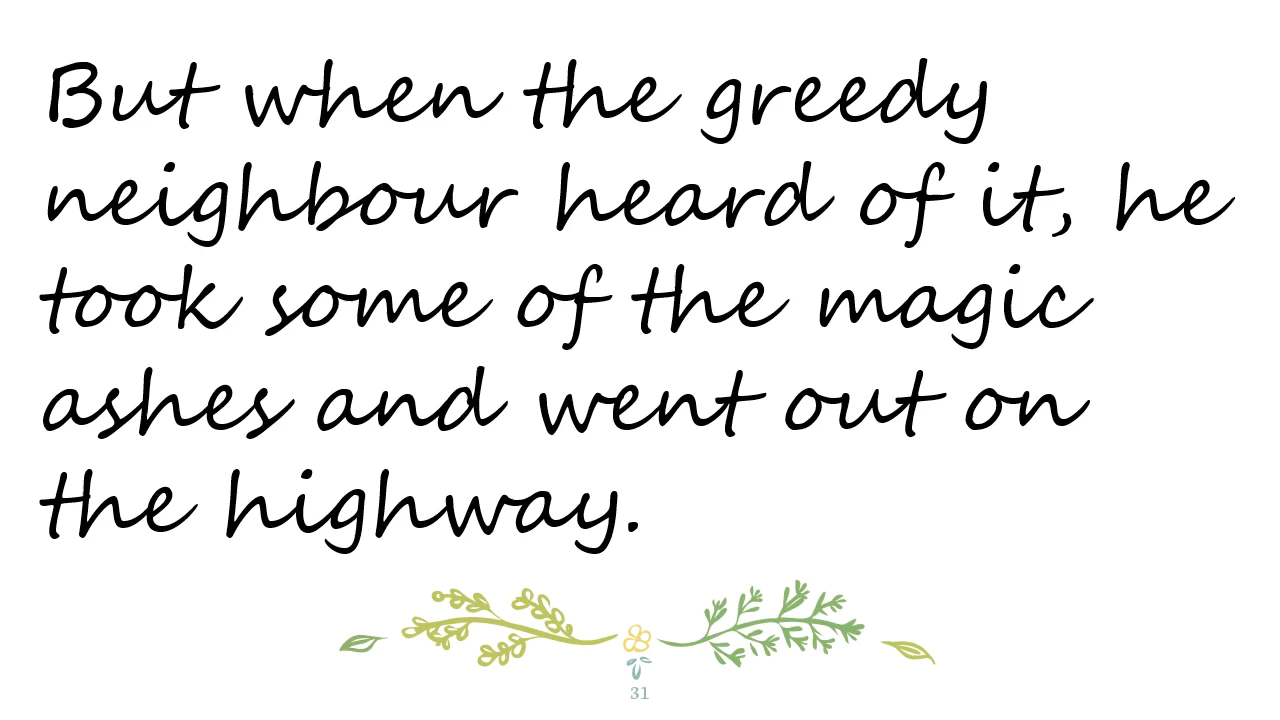 But when the greedy
neighbour heard of it, he
took some of the magic
ashes and went out on
the highway.
31